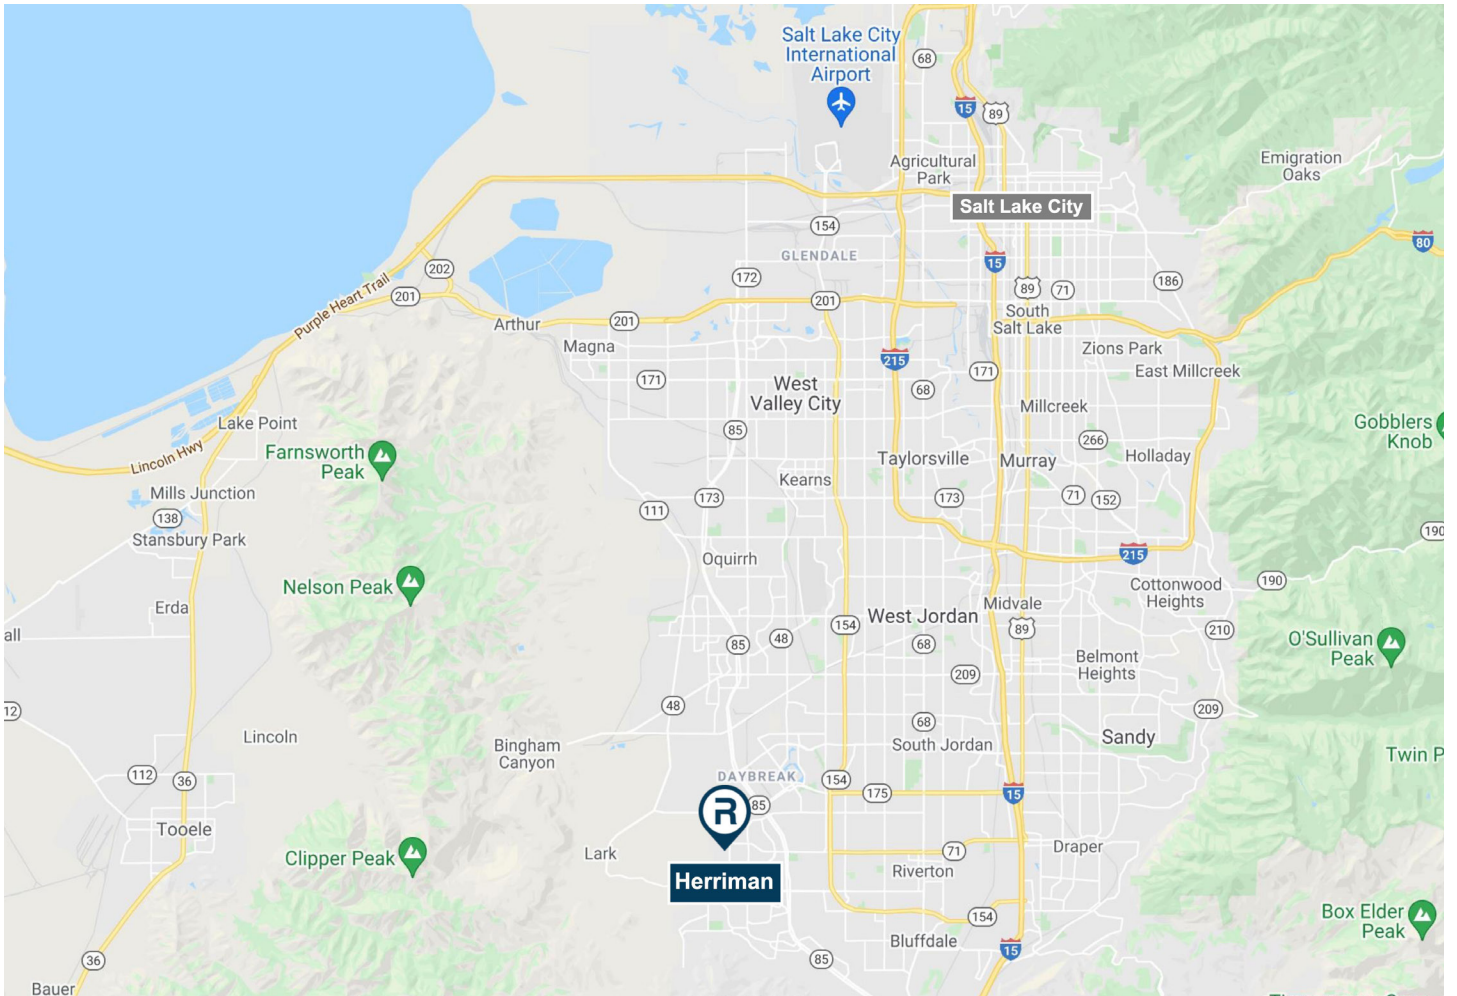 Salt Lake City
International
Airport
68
15
89
Agricultural
Park
Emigration
Oaks
Salt Lake City
154
GLENDALE
80
15
202
172
186
201
Purple Heart Trail
89
71
201
South
Salt Lake
201
Arthur
Magna
Zions Park
215
East Millcreek
171
171
West
Valley City
68
Millcreek
Lake Point
Gobblers
Knob
85
266
Lincoln Hwy
Farnsworth
Peak
Taylorsville
Murray
Holladay
Kearns
Mills Junction
173
173
71
152
111
138
190
Stansbury Park
215
Oquirrh
Nelson Peak
190
Cottonwood
Heights
Erda
Midvale
West Jordan
154
89
210
all
48
85
68
O'Sullivan
Peak
Belmont
Heights
209
48
209
12
68
Lincoln
Sandy
South Jordan
Bingham
Canyon
Twin P
DAYBREAK
112
36
154
175
15
R
85
Tooele
Clipper Peak
Lark
71
Draper
Riverton
Herriman
154
Box Elder
Peak
Bluffdale
15
36
85
Bauer